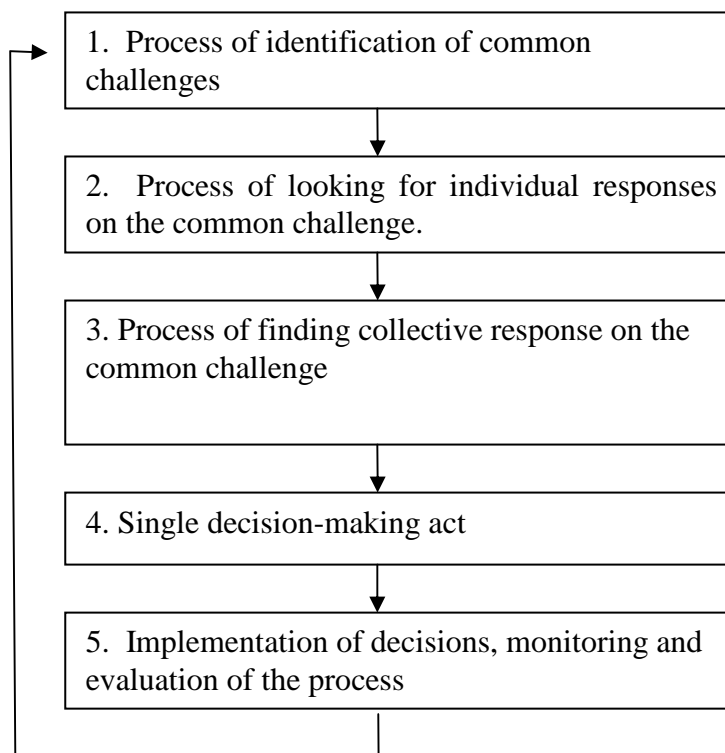 1. Process of identification of common
challenges
2. Process of looking for individual responses
on the common challenge.
3. Process of finding collective response on the
common challenge
4. Single decision-making act
5. Implementation of decisions, monitoring and
evaluation of the process